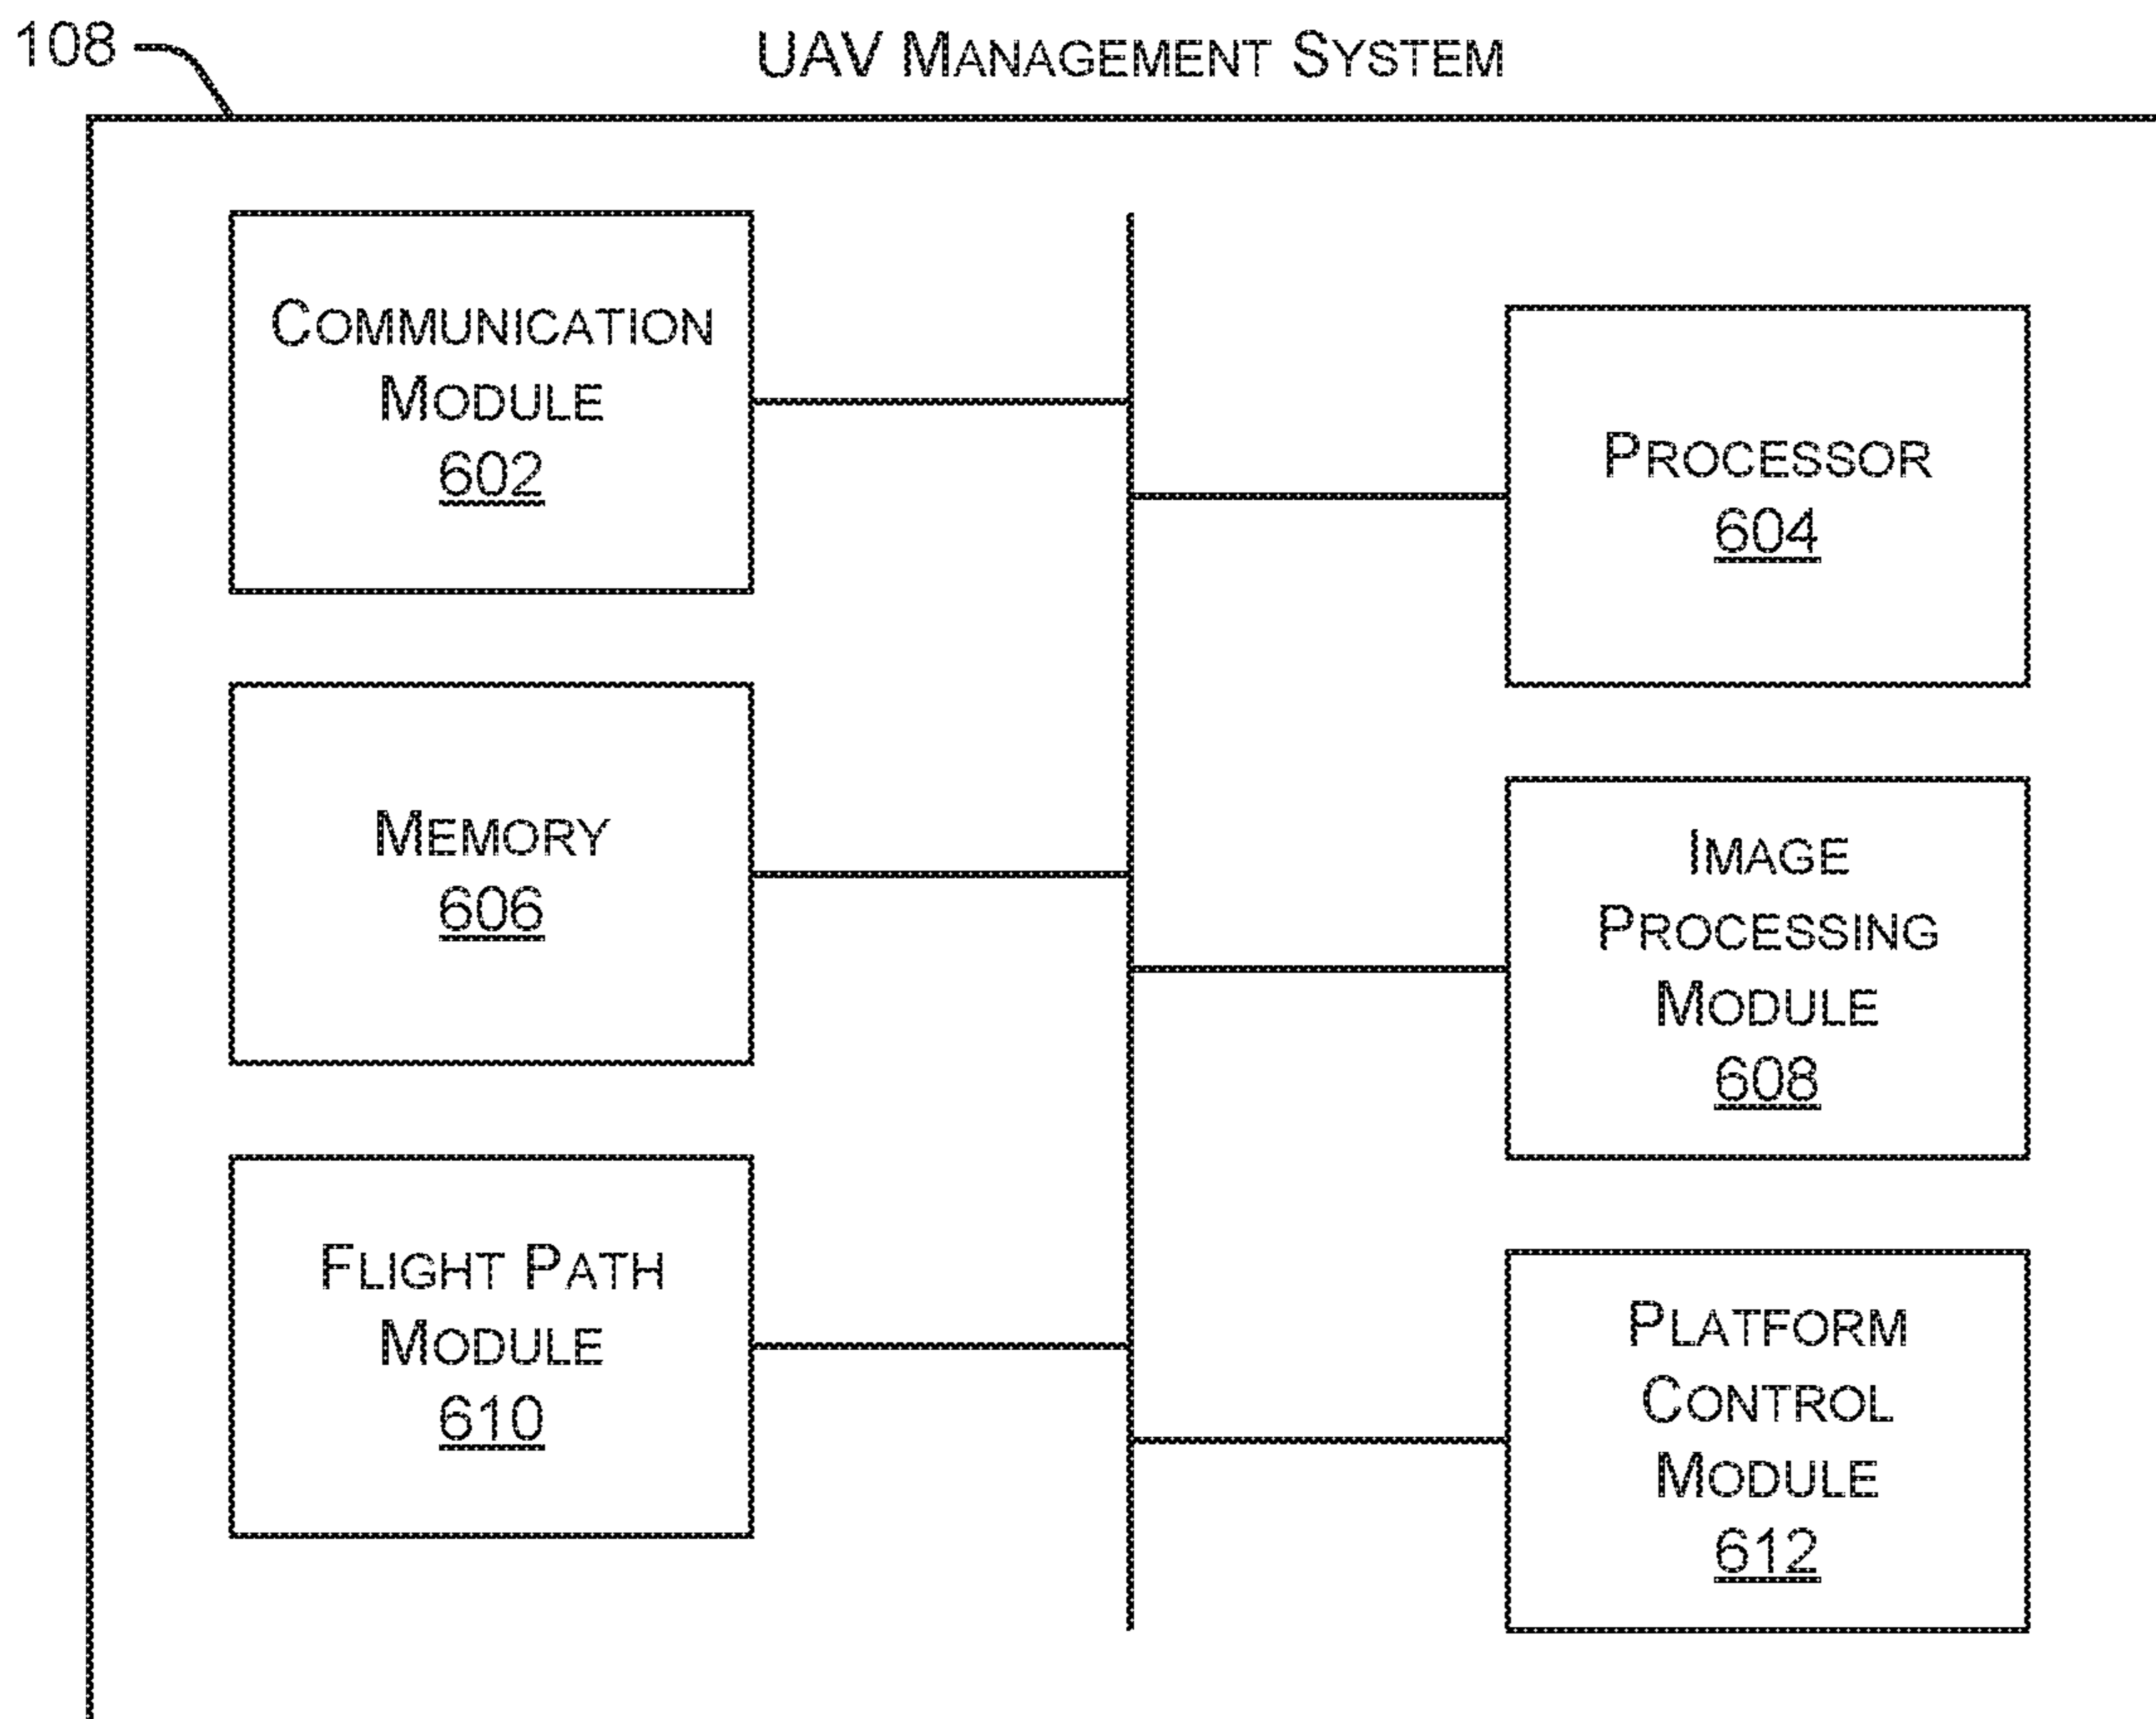 108
UAV MANAGEMENT SYSTEM
COMMUNICATION
MODULE
602
PROCESSOR
604
MEMORY
606
IMAGE
PROCESSING
MODULE
608
FLIGHT PATH
MODULE
610
PLATFORM
CONTROL
MODULE
612